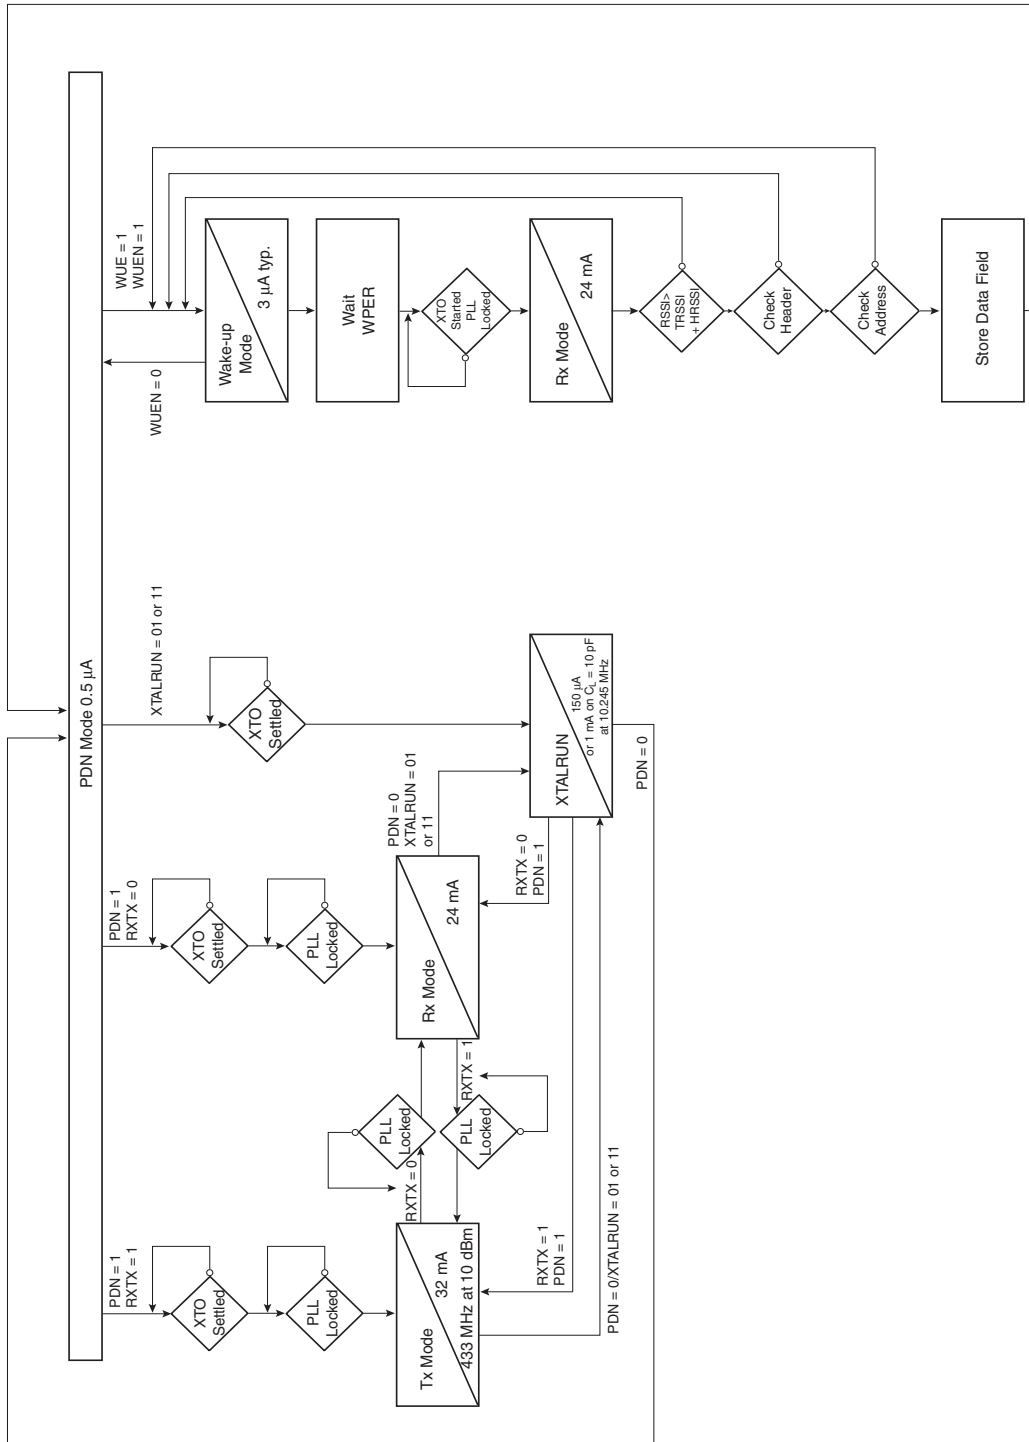 PDN Mode 0.5 µA
PDN = 1
RXTX = 1
XTO
Settled
PLL
Locked
Tx Mode
32 mA
433 MHz at 10 dBm
RXTX = 0
PLL
Locked
RXTX = 1
PLL
Locked
PDN = 1
RXTX = 0
XTO
Settled
PLL
Locked
Rx Mode
24 mA
PDN = 0
XTALRUN = 01
or 11
RXTX = 0
PDN = 1
RXTX = 1
PDN = 1
PDN = 0/XTALRUN = 01 or 11
XTALRUN = 01 or 11
XTO
Settled
XTALRUN
150 µA
or 1 mA on CL = 10 pF
at 10.245 MHz
PDN = 0
WUEN = 0
WUE = 1
WUEN = 1
Wake-up
Mode
3 µA typ.
Wait
WPER
XTO
Started
PLL
Locked
Rx Mode
24 mA
RSSI>
TRSSI
+ HRSSI
Check
Header
Check
Address
Store Data Field